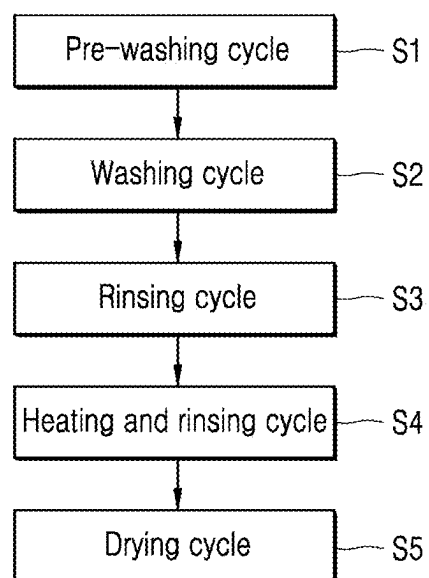 Pre-washing cycle S1
Washing cycle S2
Rinsing cycle S3
Heating and rinsing cycle S4
Drying cycle S5